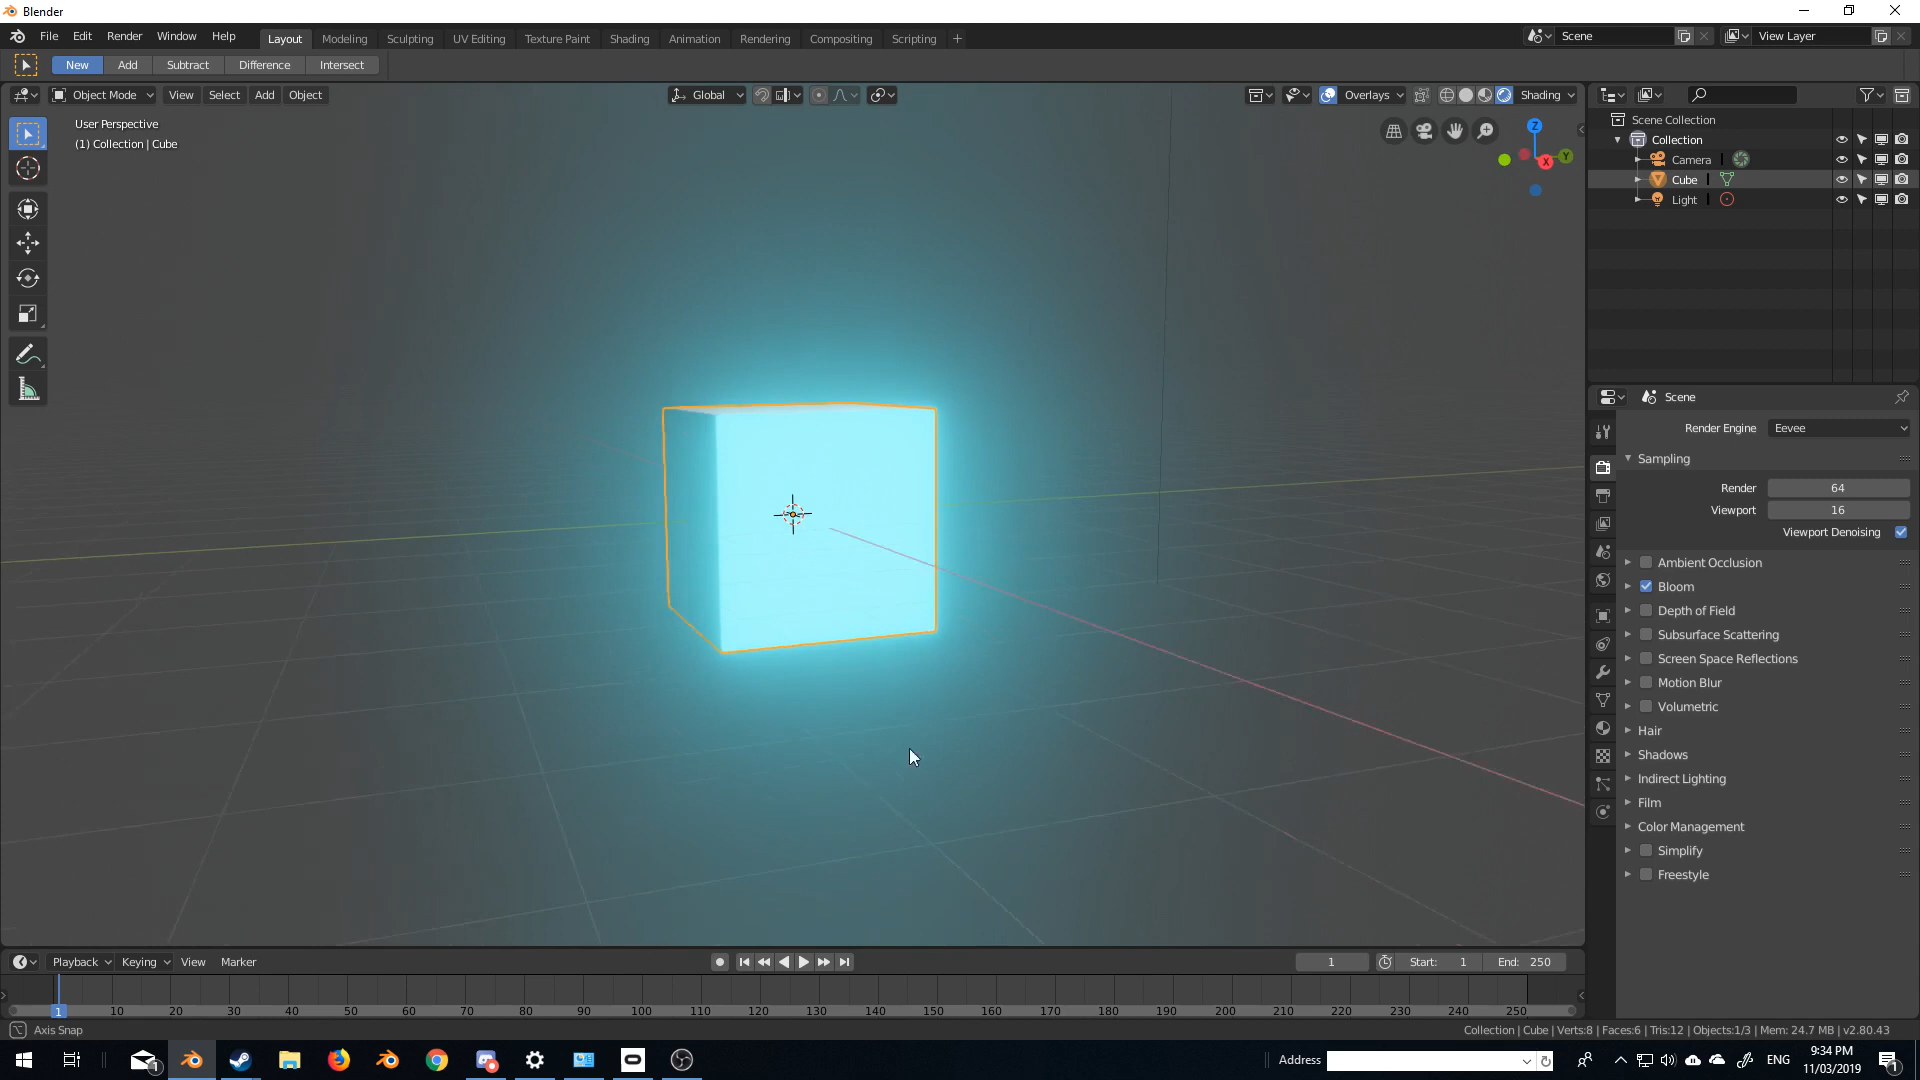 Blender
File Edit Render Window Help Layout Modeling Sculpting UV Editing Texture Paint Shading Animation Rendering Compositing Scripting + Scene View Layer
New Add Subtract Difference Intersect
Object Mode View Select Add Object Global Overlays Shading
User Perspective
(1) Collection | Cube
Z
X
Y
Scene Collection
Collection
Camera
Cube
Light
Scene
Render Engine Eevee
Sampling
Render 64
Viewport 16
Viewport Denoising
Ambient Occlusion
Bloom
Depth of Field
Subsurface Scattering
Screen Space Reflections
Motion Blur
Volumetric
Hair
Shadows
Indirect Lighting
Film
Color Management
Simplify
Freestyle
Playback Keying View Marker 1 Start: 1 End: 250
1 10 20 30 40 50 60 70 80 90 100 110 120 130 140 150 160 170 180 190 200 210 220 230 240 250
Axis Snap Collection | Cube | Verts:8 | Faces:6 | Tris:12 | Objects:1/3 | Mem: 24.7 MB | v2.80.43
1 Address ENG 9:34 PM 1
11/03/2019